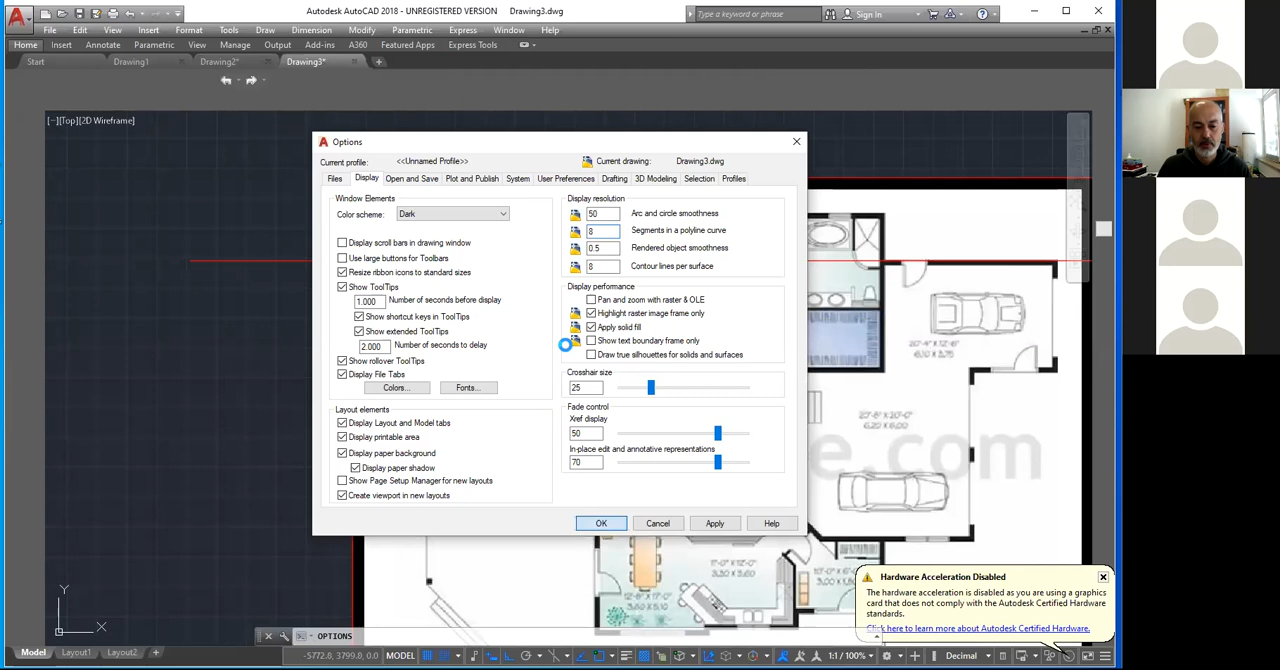 Autodesk AutoCAD 2018 - UNREGISTERED VERSION Drawing3.dwg
Type a keyword or phrase
Sign In
File Edit View Insert Format Tools Draw Dimension Modify Parametric Express Window Help
Home Insert Annotate Parametric View Manage Output Add-ins A360 Featured Apps Express Tools
Start Drawing1 Drawing2* Drawing3*
[−][Top][2D Wireframe]
Options
Current profile: <<Unnamed Profile>> Current drawing: Drawing3.dwg
Files Display Open and Save Plot and Publish System User Preferences Drafting 3D Modeling Selection Profiles
Window Elements
Color scheme: Dark
Display scroll bars in drawing window
Use large buttons for Toolbars
Resize ribbon icons to standard sizes
Show ToolTips
1.000 Number of seconds before display
Show shortcut keys in ToolTips
Show extended ToolTips
2.000 Number of seconds to delay
Show rollover ToolTips
Display File Tabs
Colors... Fonts...
Layout elements
Display Layout and Model tabs
Display printable area
Display paper background
Display paper shadow
Show Page Setup Manager for new layouts
Create viewport in new layouts
Display resolution
50 Arc and circle smoothness
8 Segments in a polyline curve
0.5 Rendered object smoothness
8 Contour lines per surface
Display performance
Pan and zoom with raster & OLE
Highlight raster image frame only
Apply solid fill
Show text boundary frame only
Draw true silhouettes for solids and surfaces
Crosshair size
25
Fade control
Xref display
50
In-place edit and annotative representations
70
OK Cancel Apply Help
e.com
Hardware Acceleration Disabled
The hardware acceleration is disabled as you are using a graphics
card that does not comply with the Autodesk Certified Hardware
standards.
Click here to learn more about Autodesk Certified Hardware.
Y
X
OPTIONS
Model Layout1 Layout2
-5772.8, 3799.8, 0.0 MODEL 1:1 / 100% Decimal